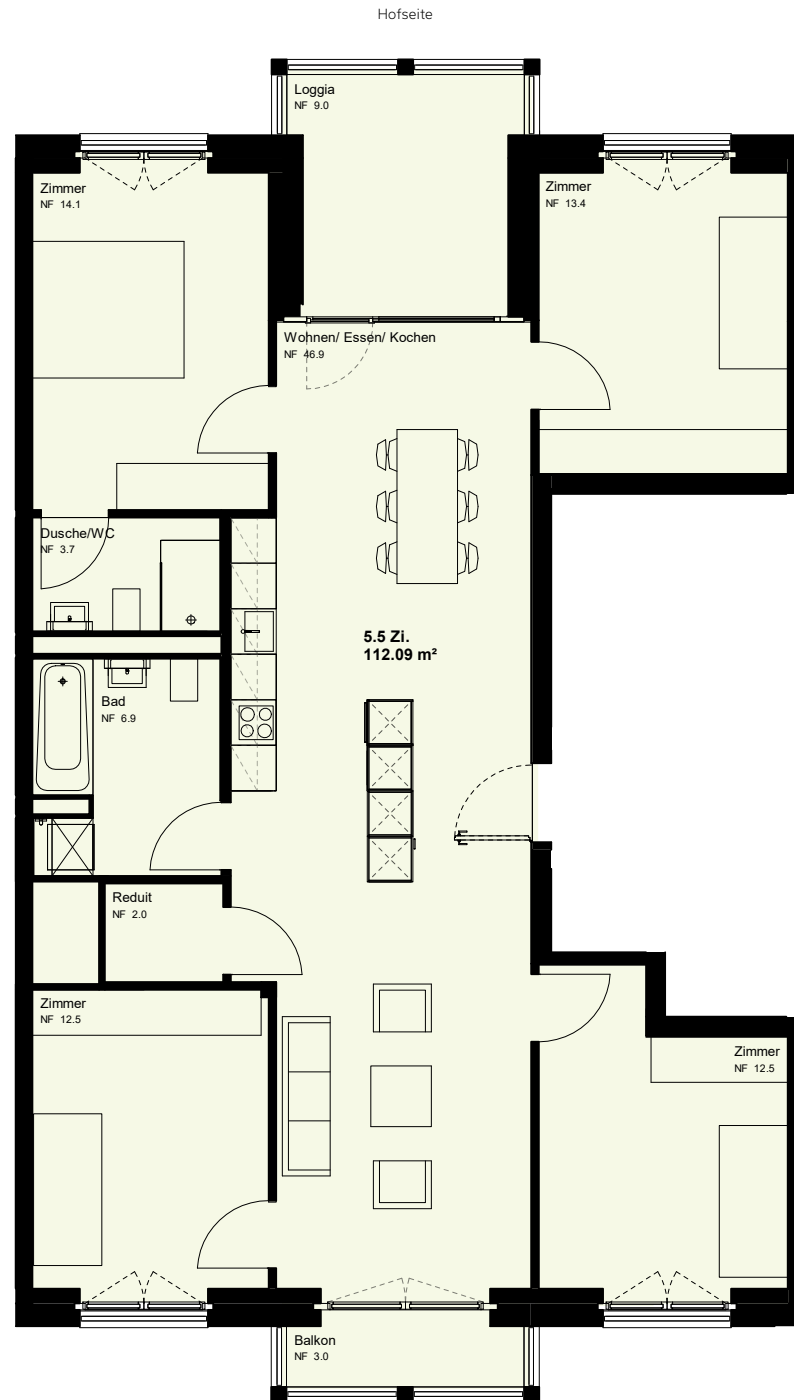 Hofseite
Loggia
NF 9.0
Zimmer
NF 14.1
Zimmer
NF 13.4
Wohnen/ Essen/ Kochen
NF 46.9
Dusche/WC
NF 3.7
5.5 Zi.
112.09 m²
Bad
NF 6.9
Reduit
NF 2.0
Zimmer
NF 12.5
Zimmer
NF 12.5
Balkon
NF 3.0